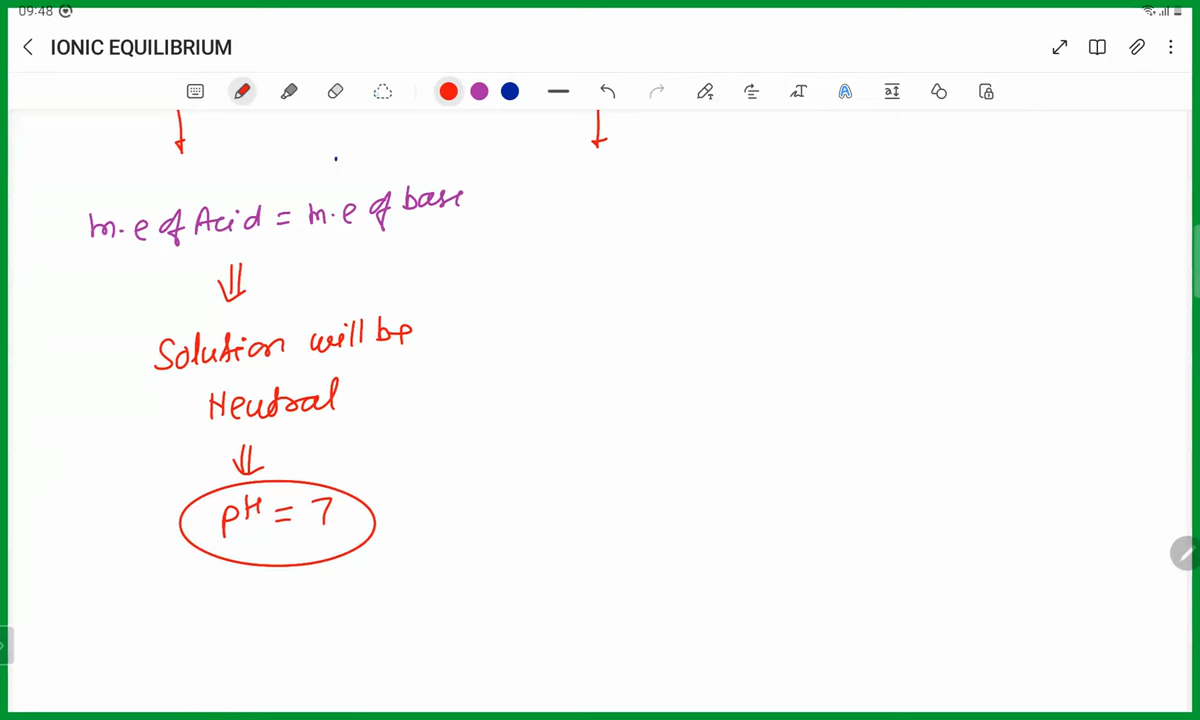 09:48
IONIC EQUILIBRIUM
m.e of Acid = m.e of base
⇓
Solution will be
Neutral
⇓
pH = 7